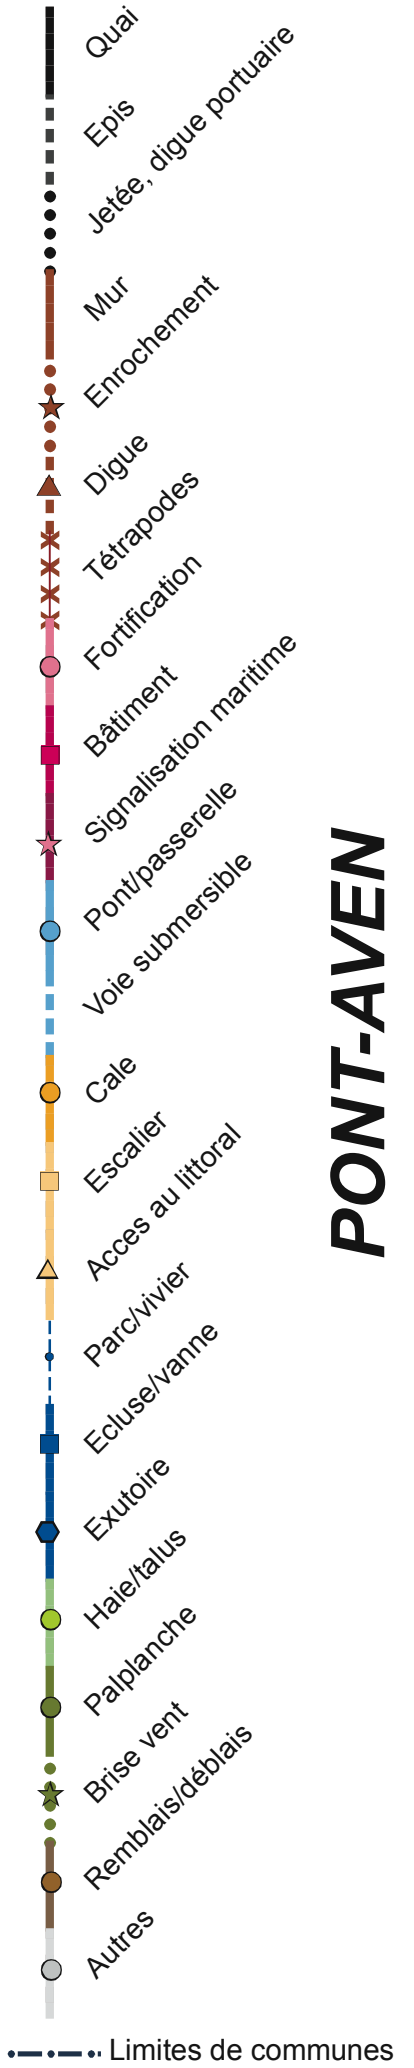 Quai
Epis
Jetée, digue portuaire
Mur
Enrochement
Digue
Tétrapodes
Fortification
Bâtiment
Signalisation maritime
Pont/passerelle
Voie submersible
Cale
Escalier
Acces au littoral
Parc/vivier
Ecluse/vanne
Exutoire
Haie/talus
Palplanche
Brise vent
Remblais/déblais
Autres
Limites de communes
PONT-AVEN